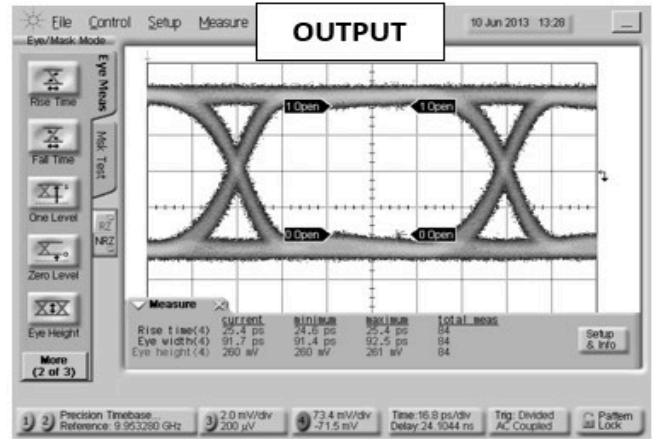 File Control Setup Measure
OUTPUT
10 Jun 2013 13:28
Eye/Mask Mode
Eye Meas
Msk Test
RZ
NRZ
Rise Time
Fall Time
One Level
Zero Level
Eye Height
More
(2 of 3)
1 Open 1 Open
0 Open 0 Open
Measure
current minimum maximum total meas
Rise time(4) 25.4 ps 24.6 ps 25.4 ps 84
Eye width(4) 91.7 ps 91.4 ps 92.5 ps 84
Eye height(4) 260 mV 260 mV 261 mV 84
Setup
& Info
1 2 Precision Timebase...
Reference: 9.953280 GHz
3 2.0 mV/div
200 µV
4 73.4 mV/div
-71.5 mV
Time:16.8 ps/div
Delay:24.1044 ns
Trig: Divided
AC Coupled
Pattern
Lock